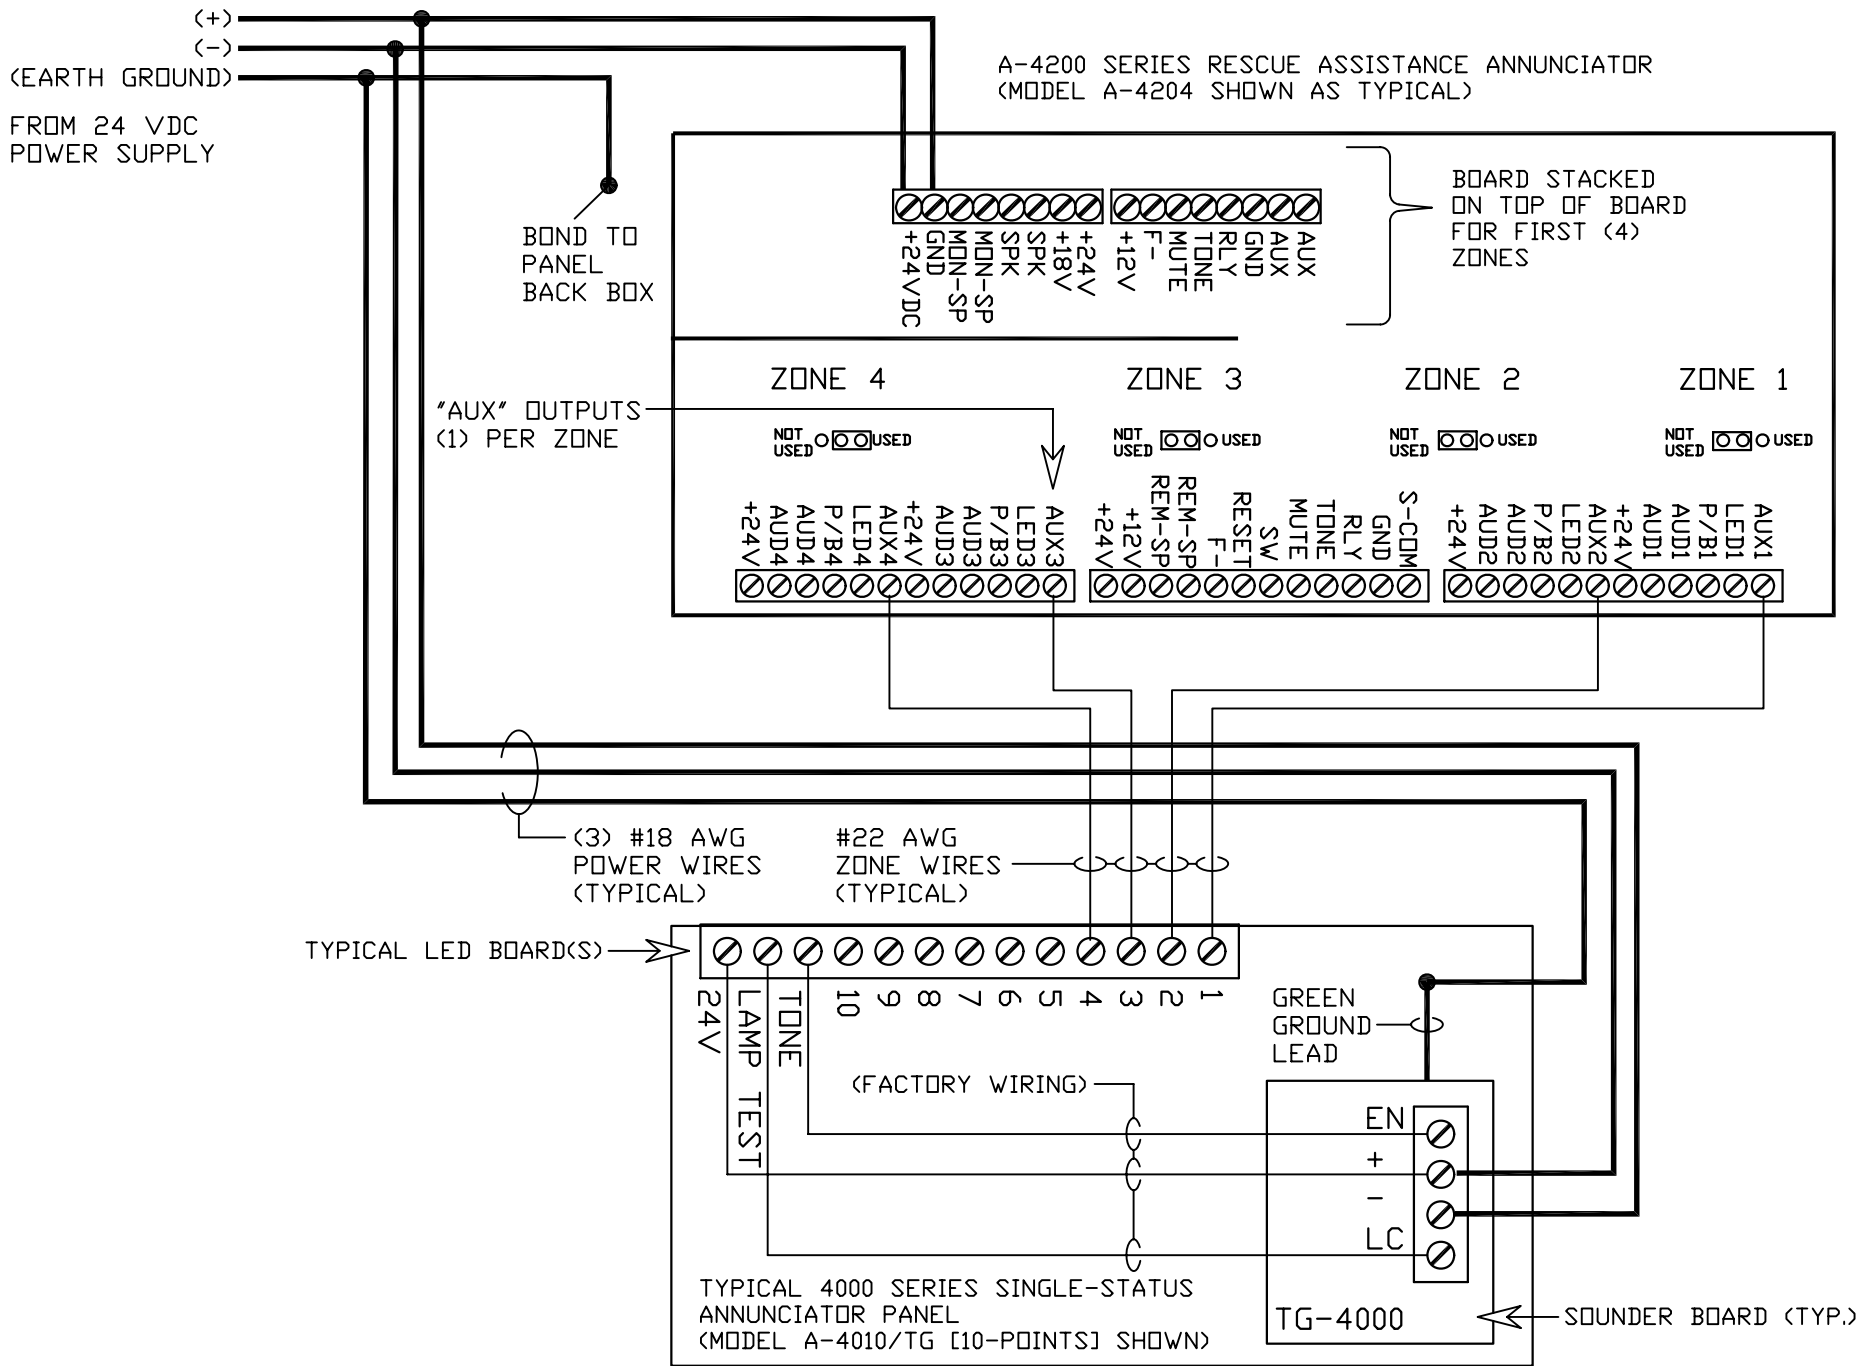 (+)
(-)
(EARTH GROUND)
FROM 24 VDC
POWER SUPPLY
A-4200 SERIES RESCUE ASSISTANCE ANNUNCIATOR
(MODEL A-4204 SHOWN AS TYPICAL)
BOND TO
PANEL
BACK BOX
+24VDC
GND
MON-SP
MON-SP
SPK
SPK
+18V
+24V
+12V
F-
MUTE
TONE
RLY
GND
AUX
AUX
BOARD STACKED
ON TOP OF BOARD
FOR FIRST (4)
ZONES
ZONE 4
ZONE 3
ZONE 2
ZONE 1
"AUX" OUTPUTS
(1) PER ZONE
NOT
USED
USED
NOT
USED
USED
NOT
USED
USED
NOT
USED
USED
+24V
AUD4
AUD4
P/B4
LED4
AUX4
+24V
AUD3
AUD3
P/B3
LED3
AUX3
+24V
+12V
REM-SP
REM-SP
F-
RESET
SW
MUTE
TONE
RLY
GND
S-COM
+24V
AUD2
AUD2
P/B2
LED2
AUX2
+24V
AUD1
AUD1
P/B1
LED1
AUX1
(3) #18 AWG
POWER WIRES
(TYPICAL)
#22 AWG
ZONE WIRES
(TYPICAL)
TYPICAL LED BOARD(S)
24V
LAMP TEST
TONE
10
9
8
7
6
5
4
3
2
1
GREEN
GROUND
LEAD
(FACTORY WIRING)
EN
+
-
LC
TYPICAL 4000 SERIES SINGLE-STATUS
ANNUNCIATOR PANEL
(MODEL A-4010/TG [10-POINTS] SHOWN)
TG-4000
SOUNDER BOARD (TYP.)